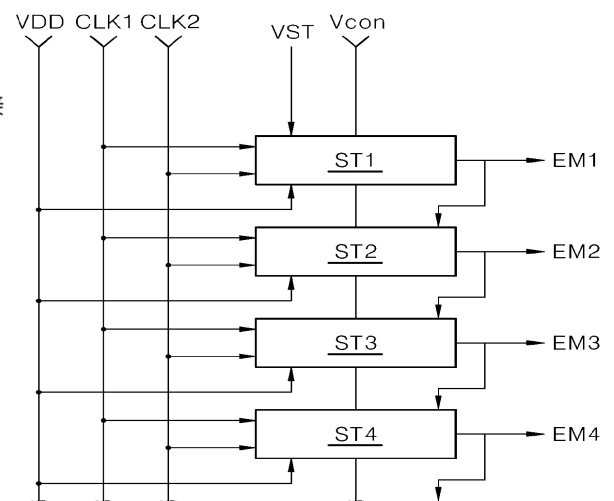 VDD CLK1 CLK2 VST Vcon
ST1 EM1
ST2 EM2
ST3 EM3
ST4 EM4